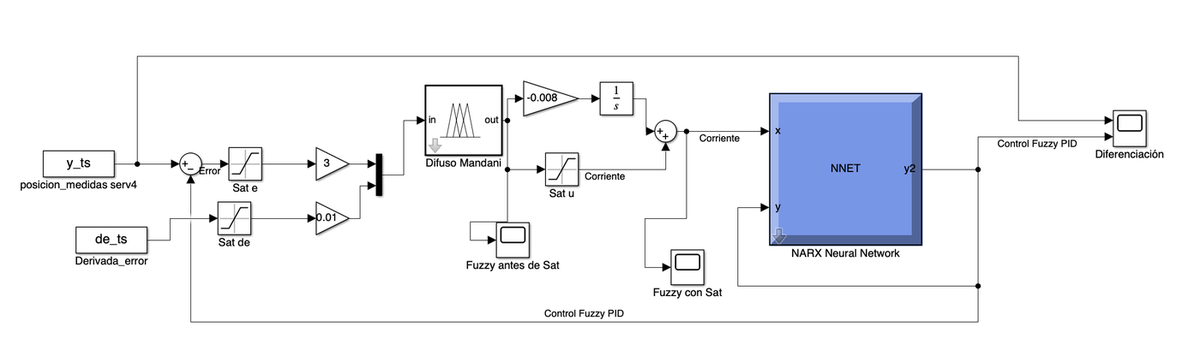 -0.008
1
s
in
out
Difuso Mandani
+
+
Corriente
x
NNET
y2
y
NARX Neural Network
Control Fuzzy PID
Diferenciación
y_ts
posicion_medidas serv4
+
−
Error
Sat e
3
Corriente
Sat u
de_ts
Derivada_error
Sat de
0.01
Fuzzy antes de Sat
Fuzzy con Sat
Control Fuzzy PID